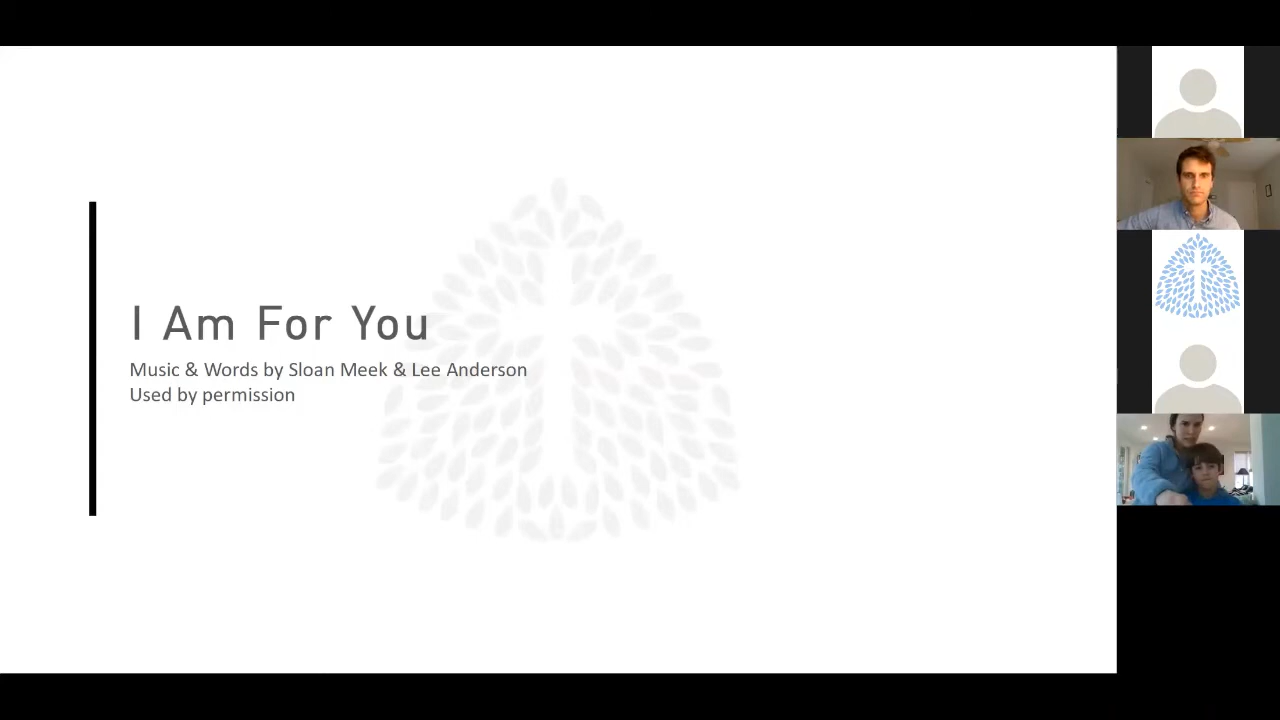 I Am For You
Music & Words by Sloan Meek & Lee Anderson
Used by permission